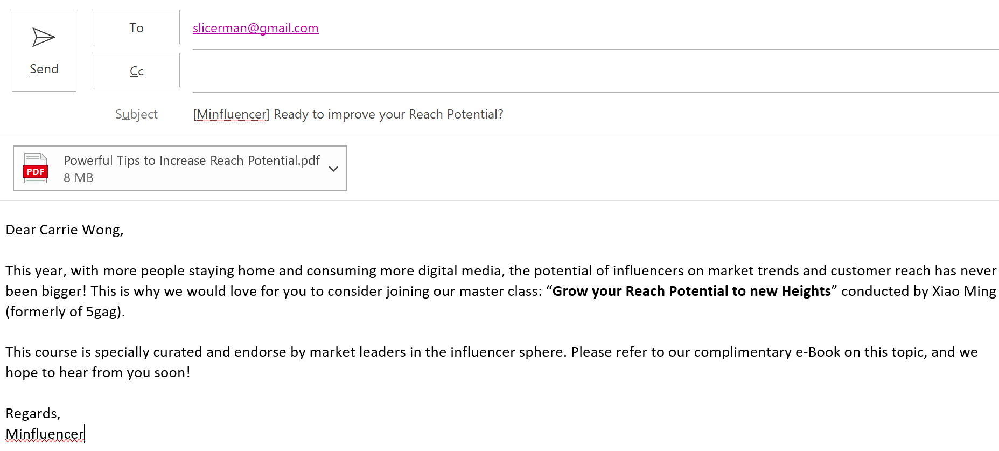 Send
To
slicerman@gmail.com
Cc
Subject
[Minfluencer] Ready to improve your Reach Potential?
PDF
Powerful Tips to Increase Reach Potential.pdf
8 MB
Dear Carrie Wong,
This year, with more people staying home and consuming more digital media, the potential of influencers on market trends and customer reach has never
been bigger! This is why we would love for you to consider joining our master class: “Grow your Reach Potential to new Heights” conducted by Xiao Ming
(formerly of 5gag).
This course is specially curated and endorse by market leaders in the influencer sphere. Please refer to our complimentary e-Book on this topic, and we
hope to hear from you soon!
Regards,
Minfluencer